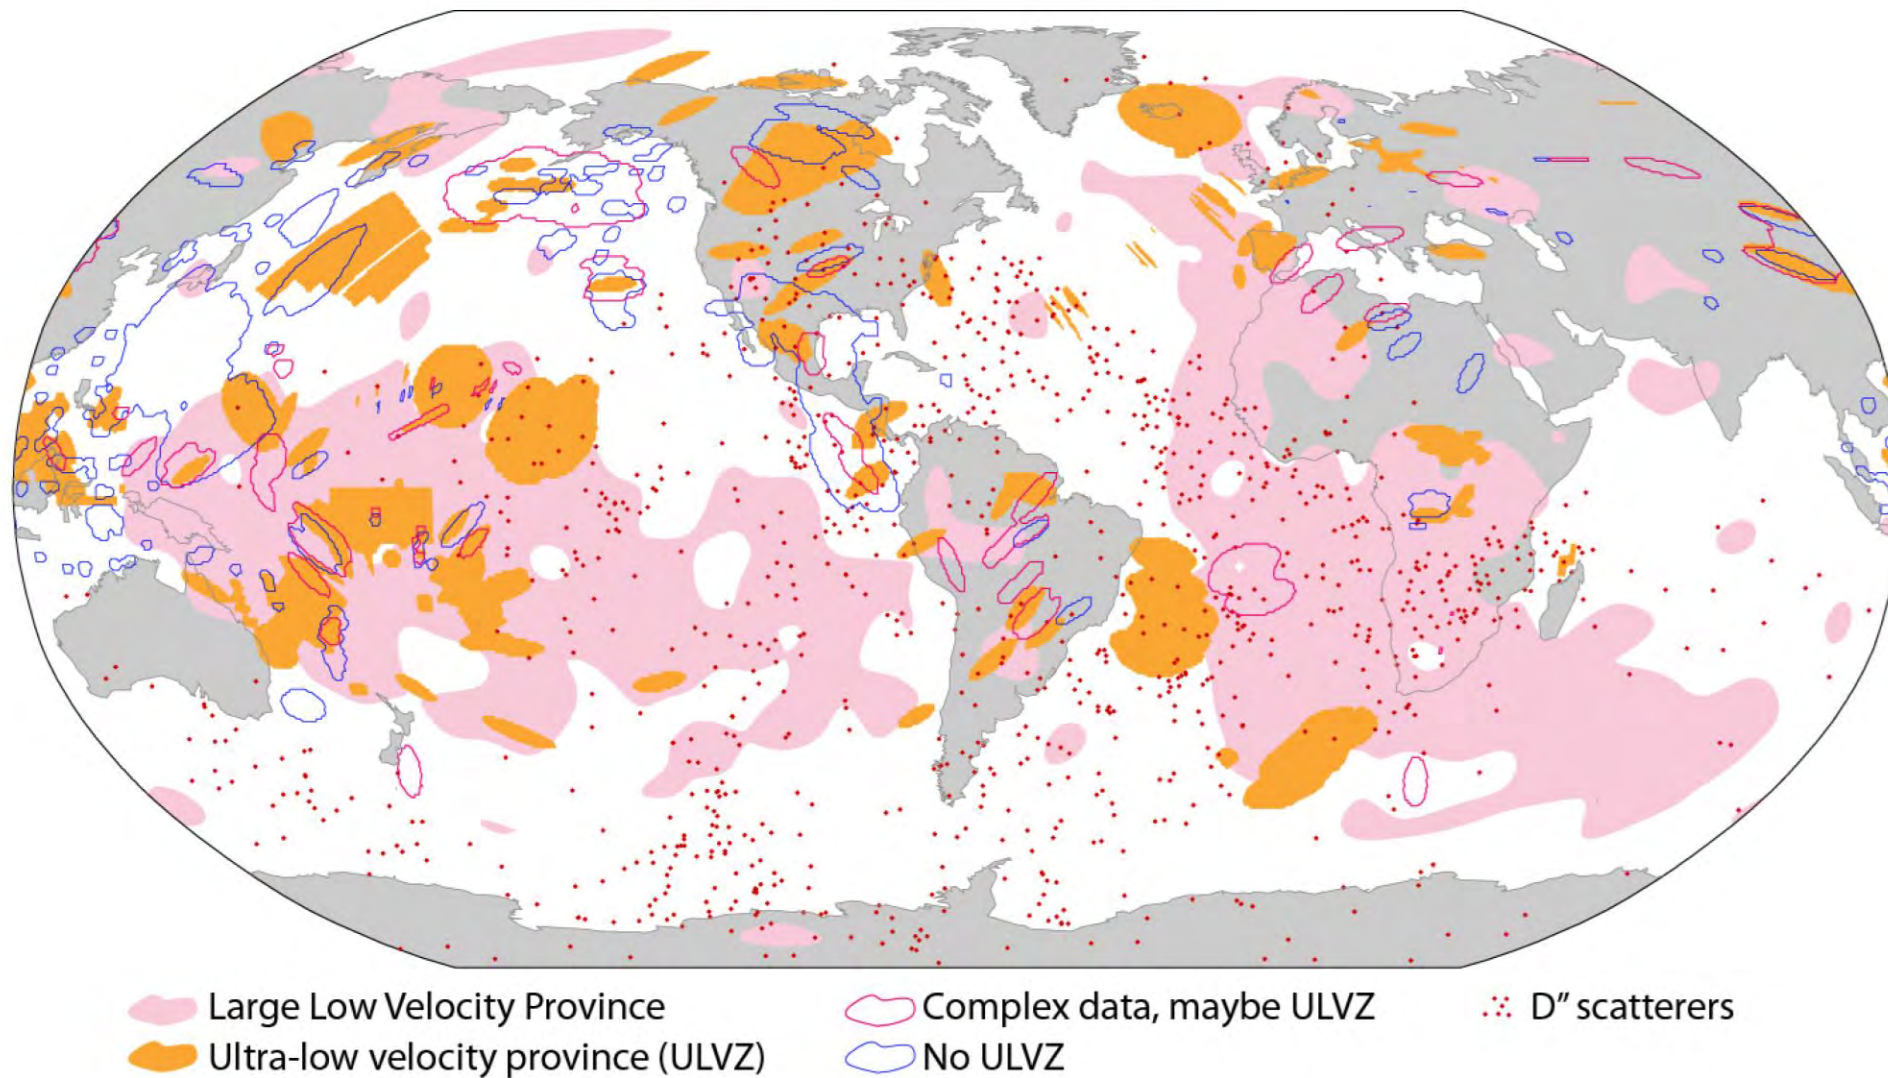 Large Low Velocity Province
Ultra-low velocity province (ULVZ)
Complex data, maybe ULVZ
No ULVZ
D″ scatterers